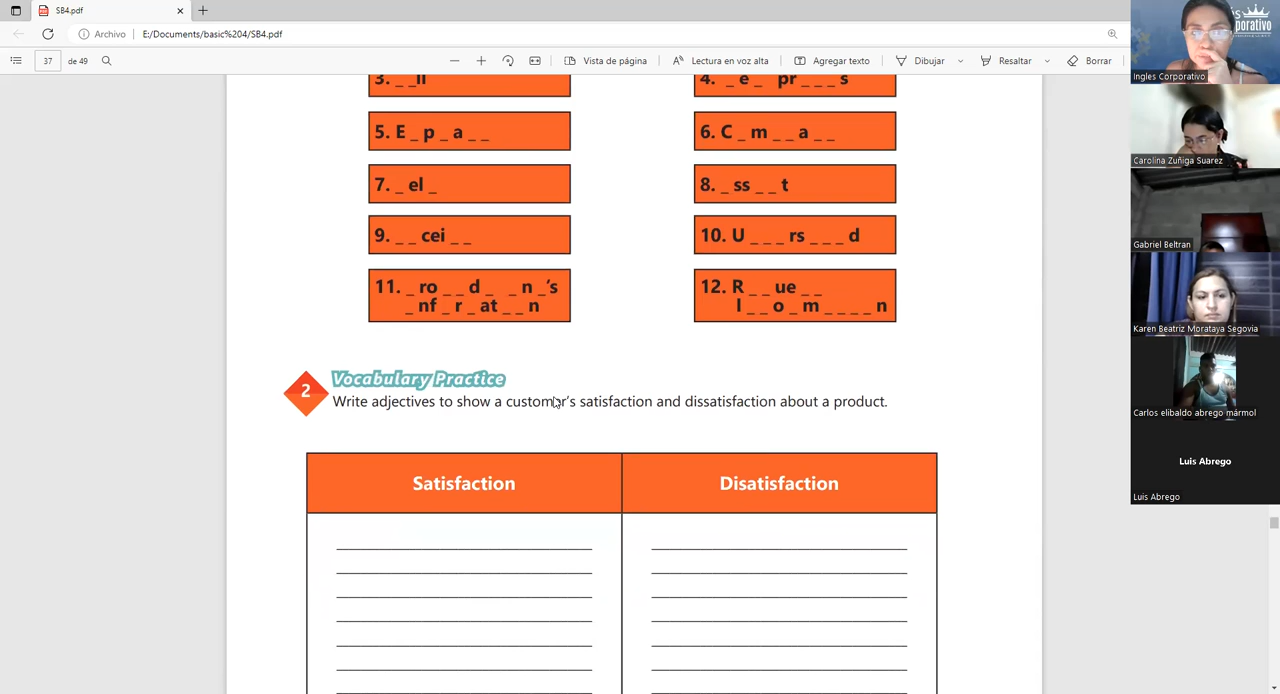 SB4.pdf
Archivo
E:/Documents/basic%204/SB4.pdf
37
de 49
Vista de página
Lectura en voz alta
Agregar texto
Dibujar
Resaltar
Borrar
3. _ _ll
4. _ e _ pr _ _ _ s
5. E _ p _ a _ _
6. C _ m _ _ a _ _
7. _ el _
8. _ ss _ _ t
9. _ _ cei _ _
10. U _ _ _ rs _ _ _ d
11. _ ro _ _ d _ _ n _'s
_ nf _ r _ at _ _ n
12. R _ _ ue _ _
I _ _ o _ m _ _ _ _ n
2
Vocabulary Practice
Write adjectives to show a customer's satisfaction and dissatisfaction about a product.
Satisfaction
Disatisfaction
Ingles Corporativo
Carolina Zuñiga Suarez
Gabriel Beltran
Karen Beatriz Morataya Segovia
Carlos elibaldo abrego mármol
Luis Abrego
Luis Abrego